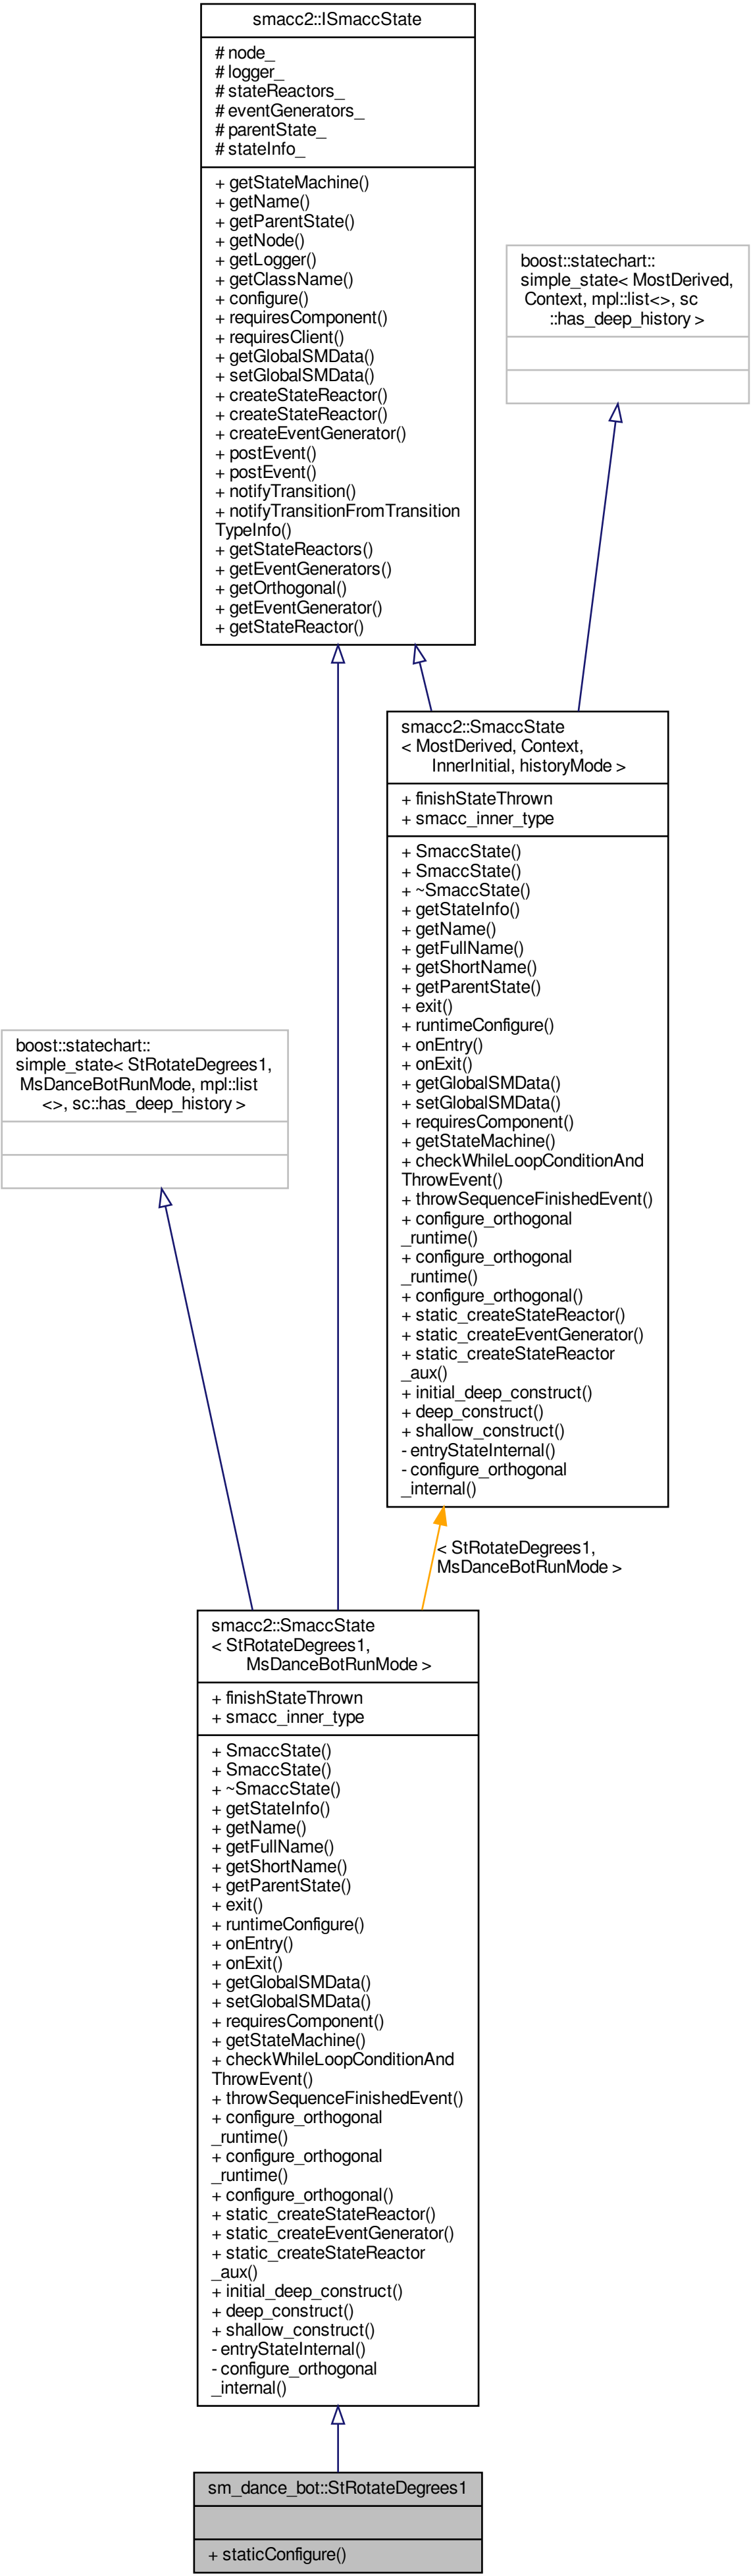 smacc2::ISmaccState
# node_
# logger_
# stateReactors_
# eventGenerators_
# parentState_
# stateInfo_
+ getStateMachine()
+ getName()
+ getParentState()
+ getNode()
+ getLogger()
+ getClassName()
+ configure()
+ requiresComponent()
+ requiresClient()
+ getGlobalSMData()
+ setGlobalSMData()
+ createStateReactor()
+ createStateReactor()
+ createEventGenerator()
+ postEvent()
+ postEvent()
+ notifyTransition()
+ notifyTransitionFromTransition
TypeInfo()
+ getStateReactors()
+ getEventGenerators()
+ getOrthogonal()
+ getEventGenerator()
+ getStateReactor()
boost::statechart::
simple_state< MostDerived,
Context, mpl::list<>, sc
::has_deep_history >
smacc2::SmaccState
< MostDerived, Context,
InnerInitial, historyMode >
+ finishStateThrown
+ smacc_inner_type
+ SmaccState()
+ SmaccState()
+ ~SmaccState()
+ getStateInfo()
+ getName()
+ getFullName()
+ getShortName()
+ getParentState()
+ exit()
+ runtimeConfigure()
+ onEntry()
+ onExit()
+ getGlobalSMData()
+ setGlobalSMData()
+ requiresComponent()
+ getStateMachine()
+ checkWhileLoopConditionAnd
ThrowEvent()
+ throwSequenceFinishedEvent()
+ configure_orthogonal
_runtime()
+ configure_orthogonal
_runtime()
+ configure_orthogonal()
+ static_createStateReactor()
+ static_createEventGenerator()
+ static_createStateReactor
_aux()
+ initial_deep_construct()
+ deep_construct()
+ shallow_construct()
- entryStateInternal()
- configure_orthogonal
_internal()
boost::statechart::
simple_state< StRotateDegrees1,
MsDanceBotRunMode, mpl::list
<>, sc::has_deep_history >
< StRotateDegrees1,
MsDanceBotRunMode >
smacc2::SmaccState
< StRotateDegrees1,
MsDanceBotRunMode >
+ finishStateThrown
+ smacc_inner_type
+ SmaccState()
+ SmaccState()
+ ~SmaccState()
+ getStateInfo()
+ getName()
+ getFullName()
+ getShortName()
+ getParentState()
+ exit()
+ runtimeConfigure()
+ onEntry()
+ onExit()
+ getGlobalSMData()
+ setGlobalSMData()
+ requiresComponent()
+ getStateMachine()
+ checkWhileLoopConditionAnd
ThrowEvent()
+ throwSequenceFinishedEvent()
+ configure_orthogonal
_runtime()
+ configure_orthogonal
_runtime()
+ configure_orthogonal()
+ static_createStateReactor()
+ static_createEventGenerator()
+ static_createStateReactor
_aux()
+ initial_deep_construct()
+ deep_construct()
+ shallow_construct()
- entryStateInternal()
- configure_orthogonal
_internal()
sm_dance_bot::StRotateDegrees1
+ staticConfigure()